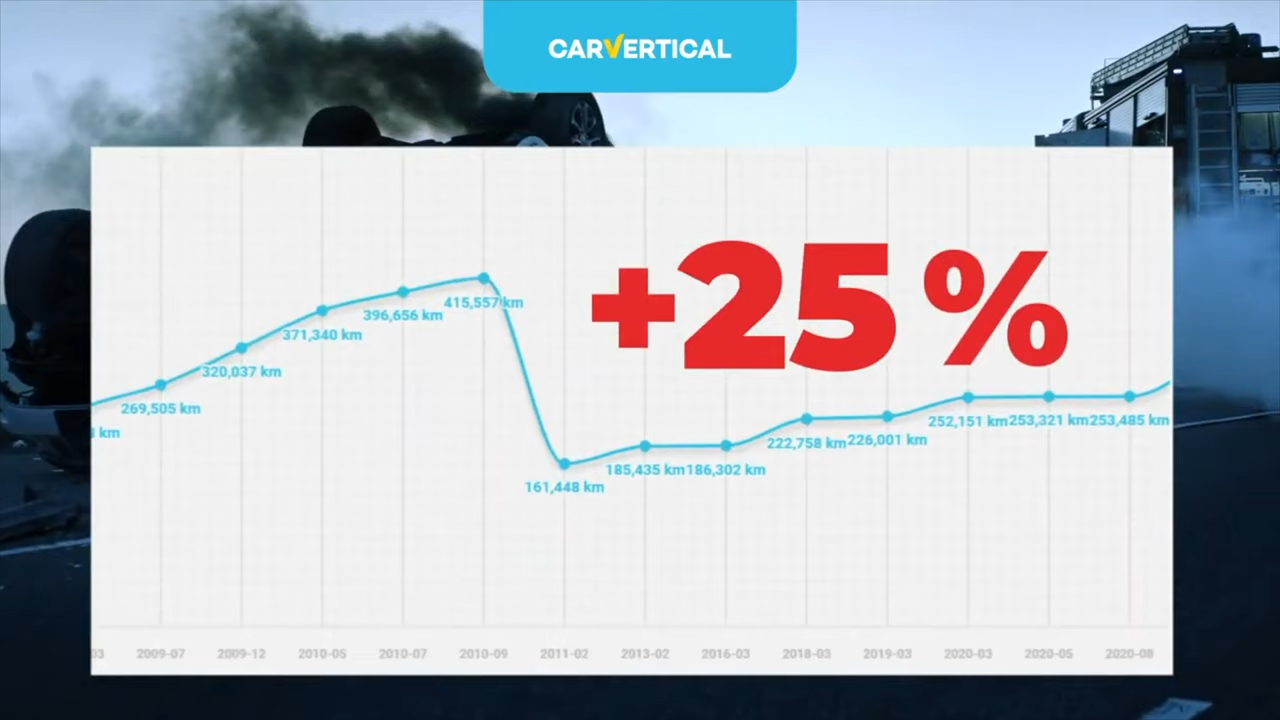 CARVERTICAL
+25%
415,557 km
396,656 km
371,340 km
320,037 km
269,505 km
km
161,448 km
185,435 km
186,302 km
222,758 km
226,001 km
252,151 km
253,321 km
253,485 km
03 2009-07 2009-12 2010-05 2010-07 2010-09 2011-02 2013-02 2016-03 2018-03 2019-03 2020-03 2020-05 2020-08